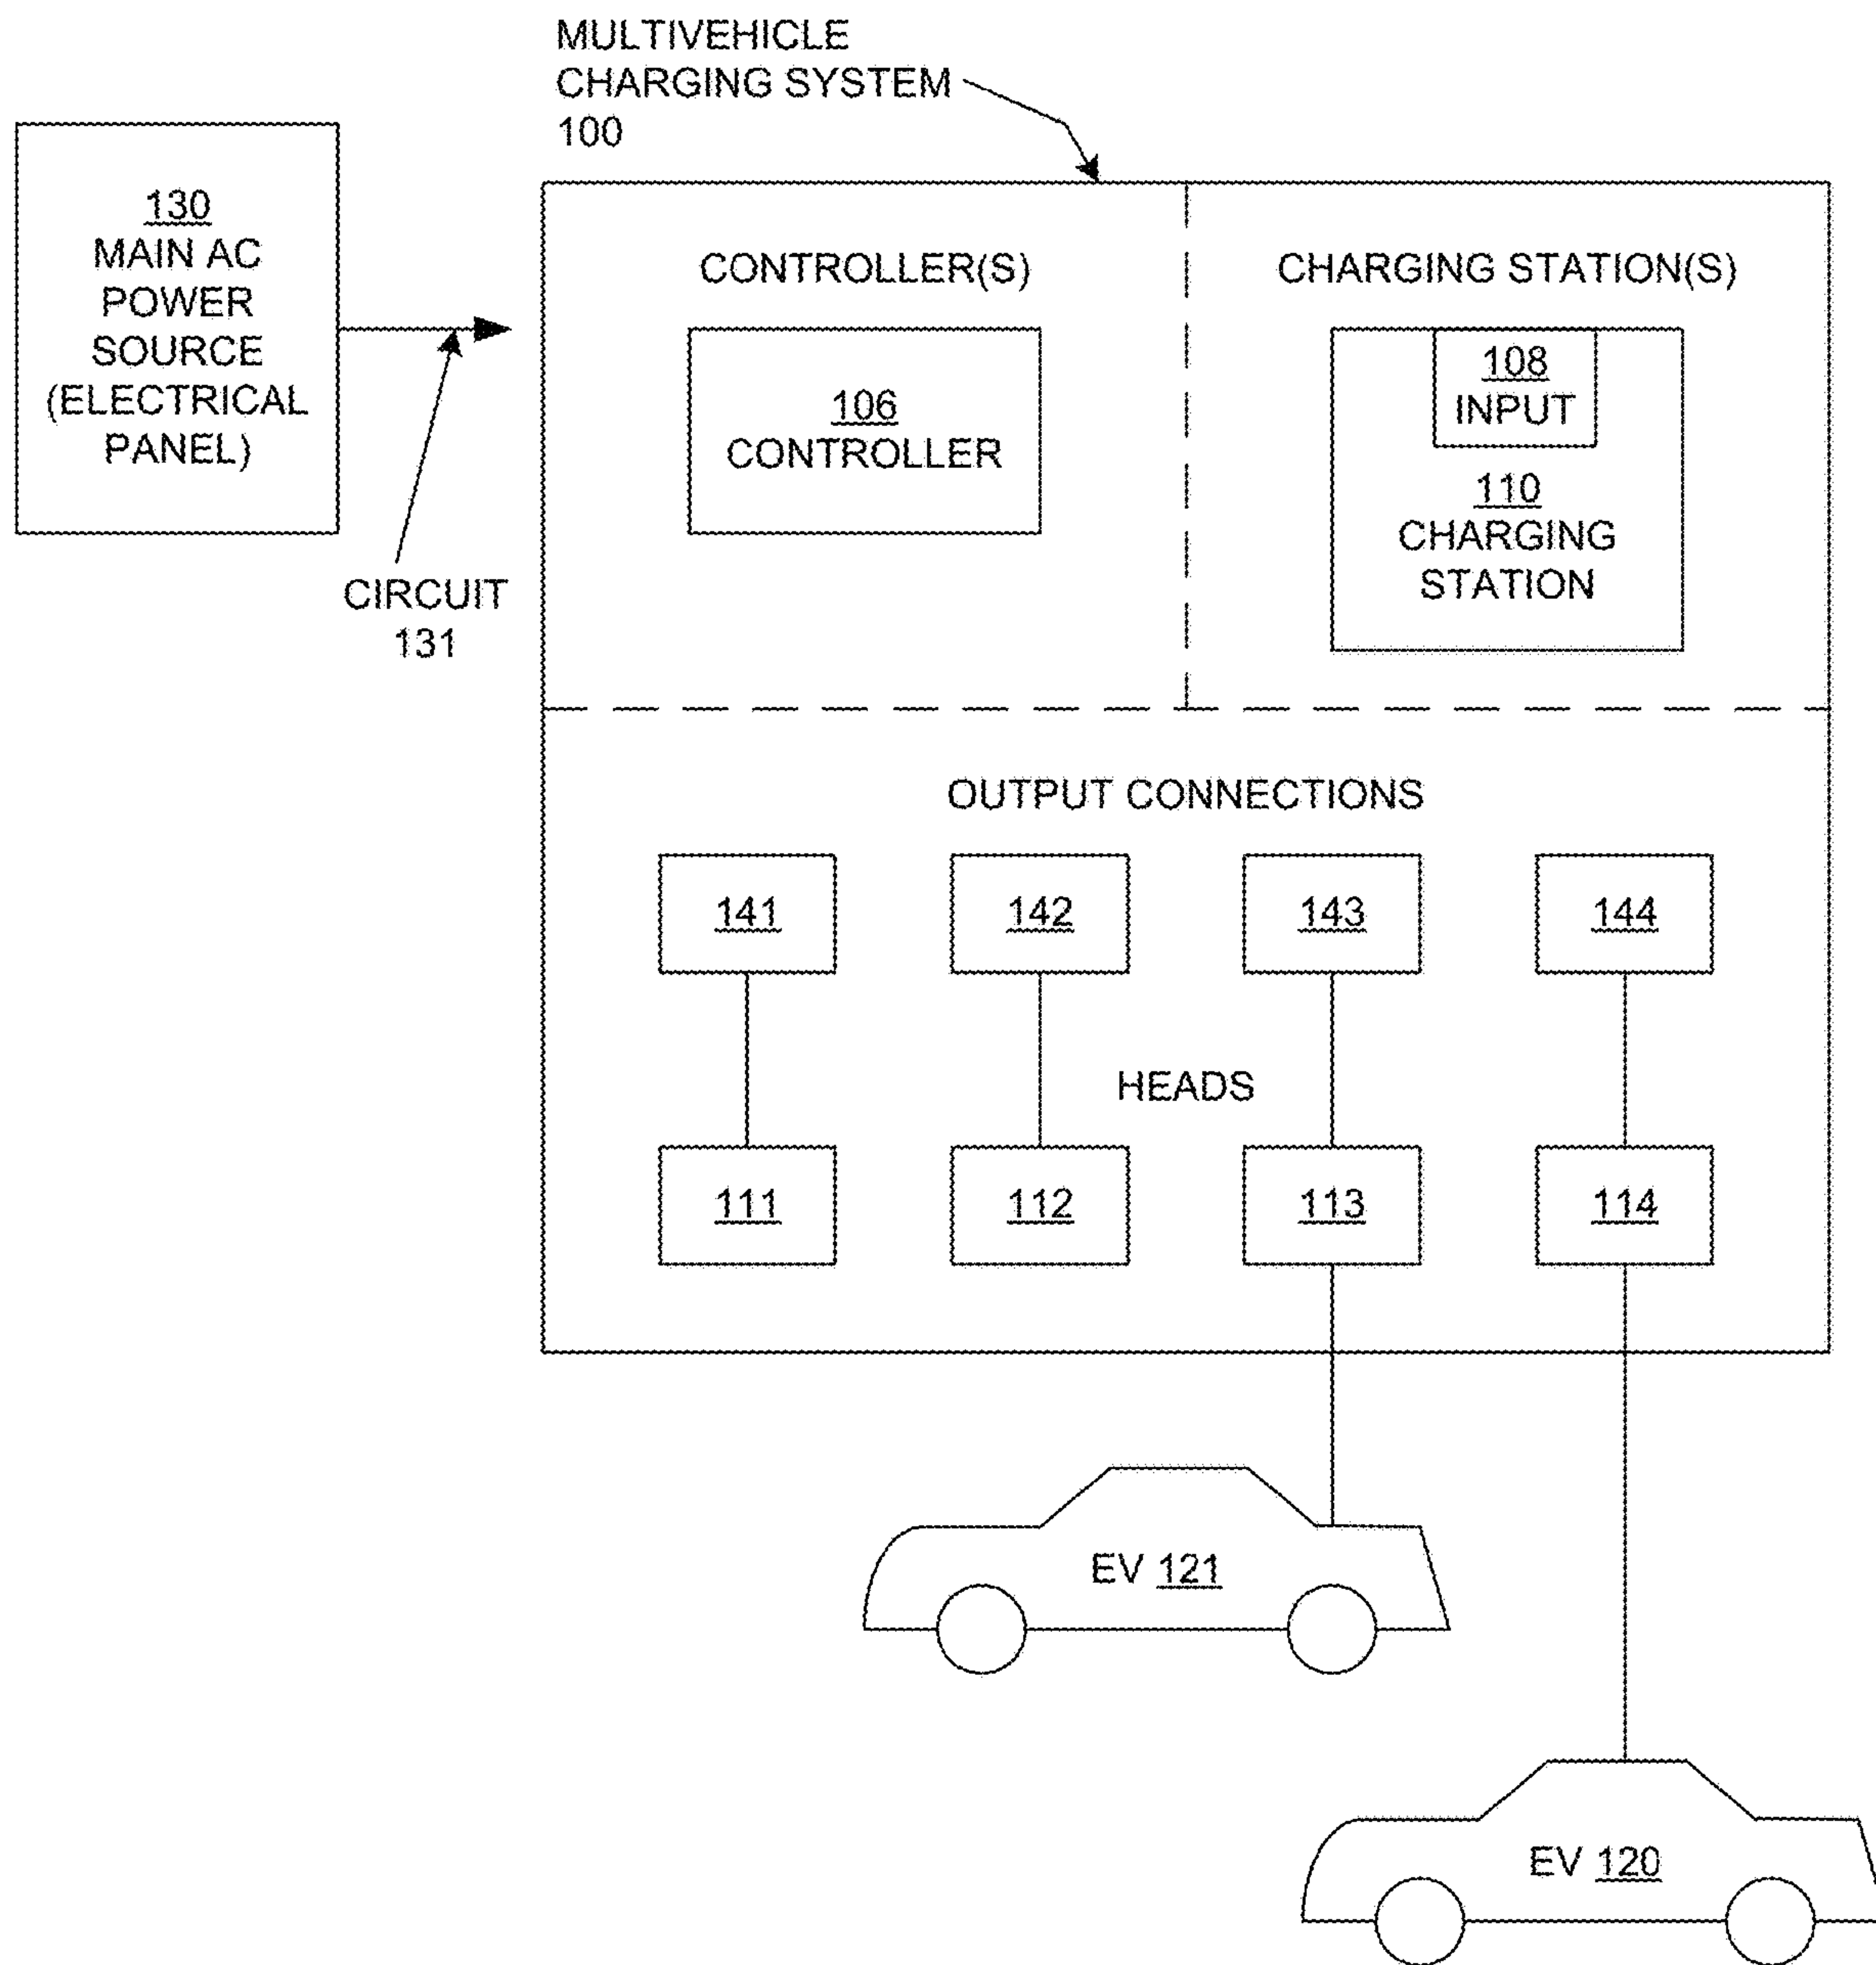 MULTIVEHICLE
CHARGING SYSTEM
100
130
MAIN AC
POWER
SOURCE
(ELECTRICAL
PANEL)
CIRCUIT
131
CONTROLLER(S)
106
CONTROLLER
CHARGING STATION(S)
108
INPUT
110
CHARGING
STATION
OUTPUT CONNECTIONS
141
142
143
144
HEADS
111
112
113
114
EV 121
EV 120